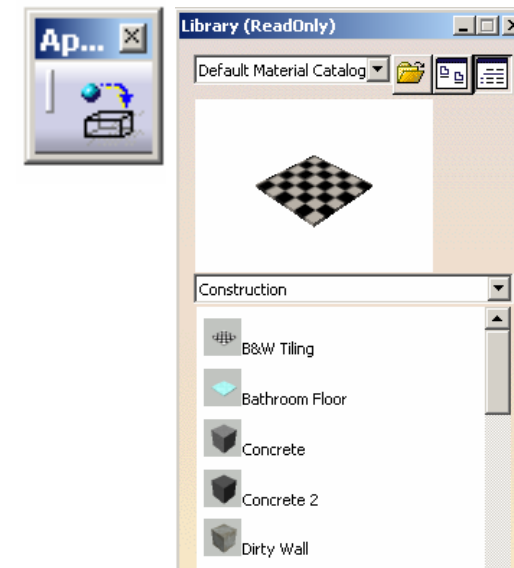 Ap...
Library (ReadOnly)
Default Material Catalog
Construction
B&W Tiling
Bathroom Floor
Concrete
Concrete 2
Dirty Wall